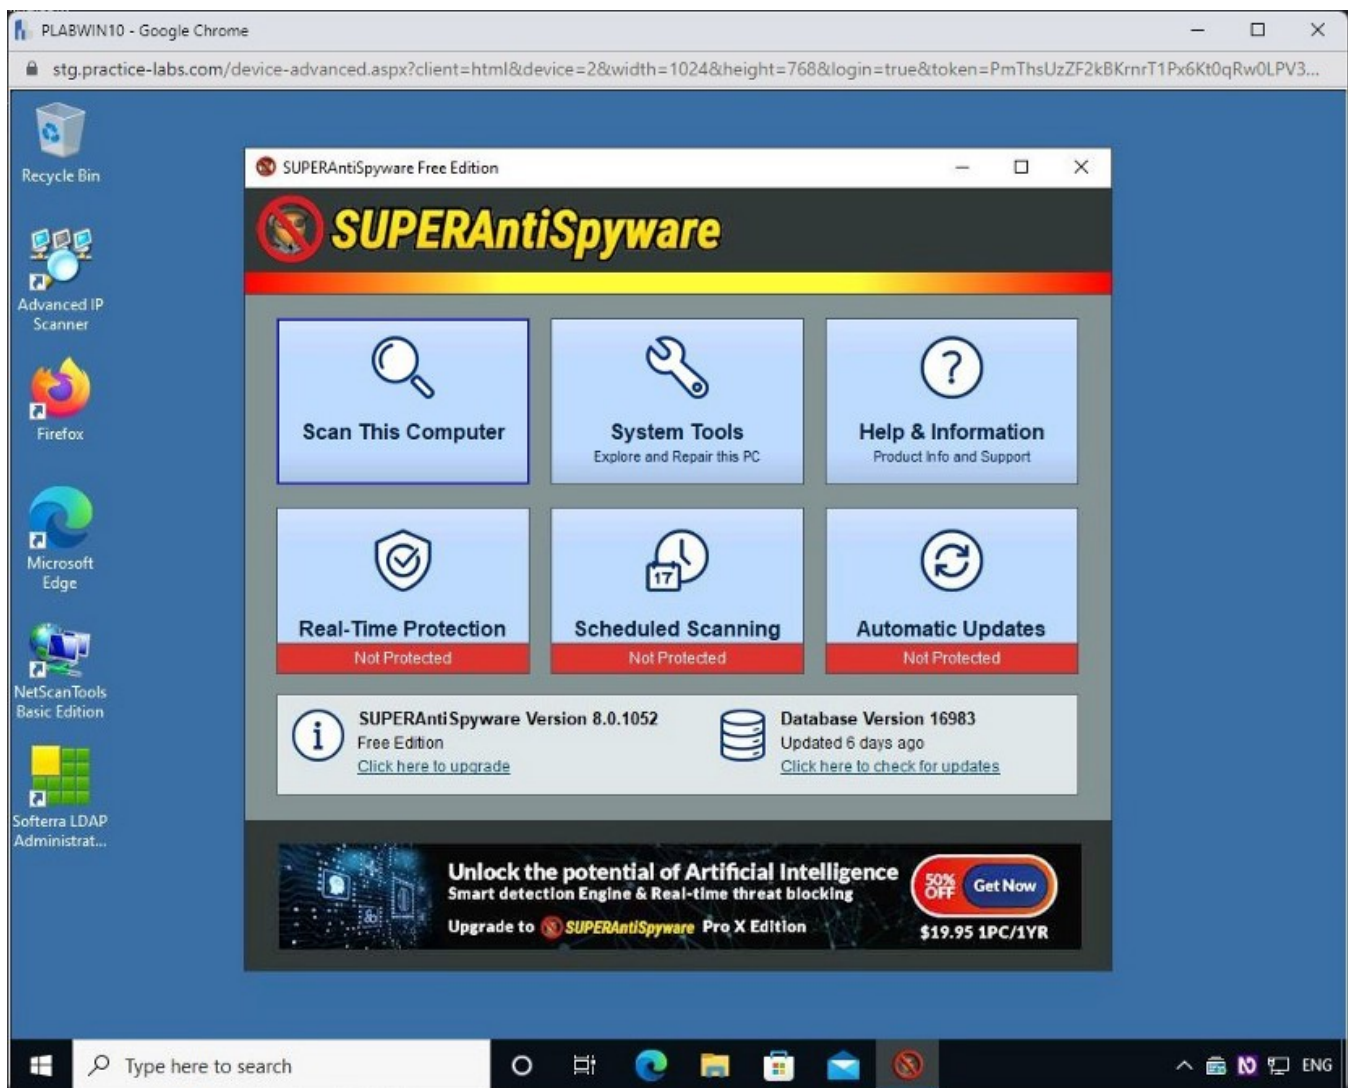 PLABWIN10 - Google Chrome
stg.practice-labs.com/device-advanced.aspx?client=html&device=2&width=1024&height=768&login=true&token=PmThsUzZF2kBKrnrT1Px6Kt0qRw0LPV3...
Recycle Bin
Advanced IP
Scanner
Firefox
Microsoft
Edge
NetScanTools
Basic Edition
Softerra LDAP
Administrat...
SUPERAntiSpyware Free Edition
SUPERAntiSpyware
Scan This Computer
System Tools
Explore and Repair this PC
Help & Information
Product Info and Support
Real-Time Protection
Not Protected
17
Scheduled Scanning
Not Protected
Automatic Updates
Not Protected
SUPERAntiSpyware Version 8.0.1052
Free Edition
Click here to upgrade
Database Version 16983
Updated 6 days ago
Click here to check for updates
Unlock the potential of Artificial Intelligence
Smart detection Engine & Real-time threat blocking
Upgrade to SUPERAntiSpyware Pro X Edition
50%
OFF
Get Now
$19.95 1PC/1YR
Type here to search
ENG